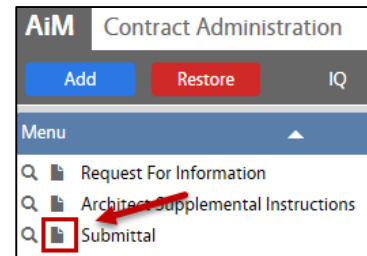 AiM Contract Administration
Add Restore IQ
Menu
Request For Information
Architect Supplemental Instructions
Submittal